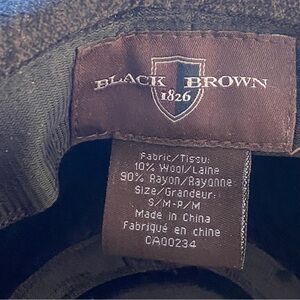 BLACK BROWN
1826
Fabric/Tissu:
10% Wool/Laine
90% Rayon/Rayonne
Size/Grandeur:
S/M-P/M
Made in China
Fabriqué en chine
CA00234